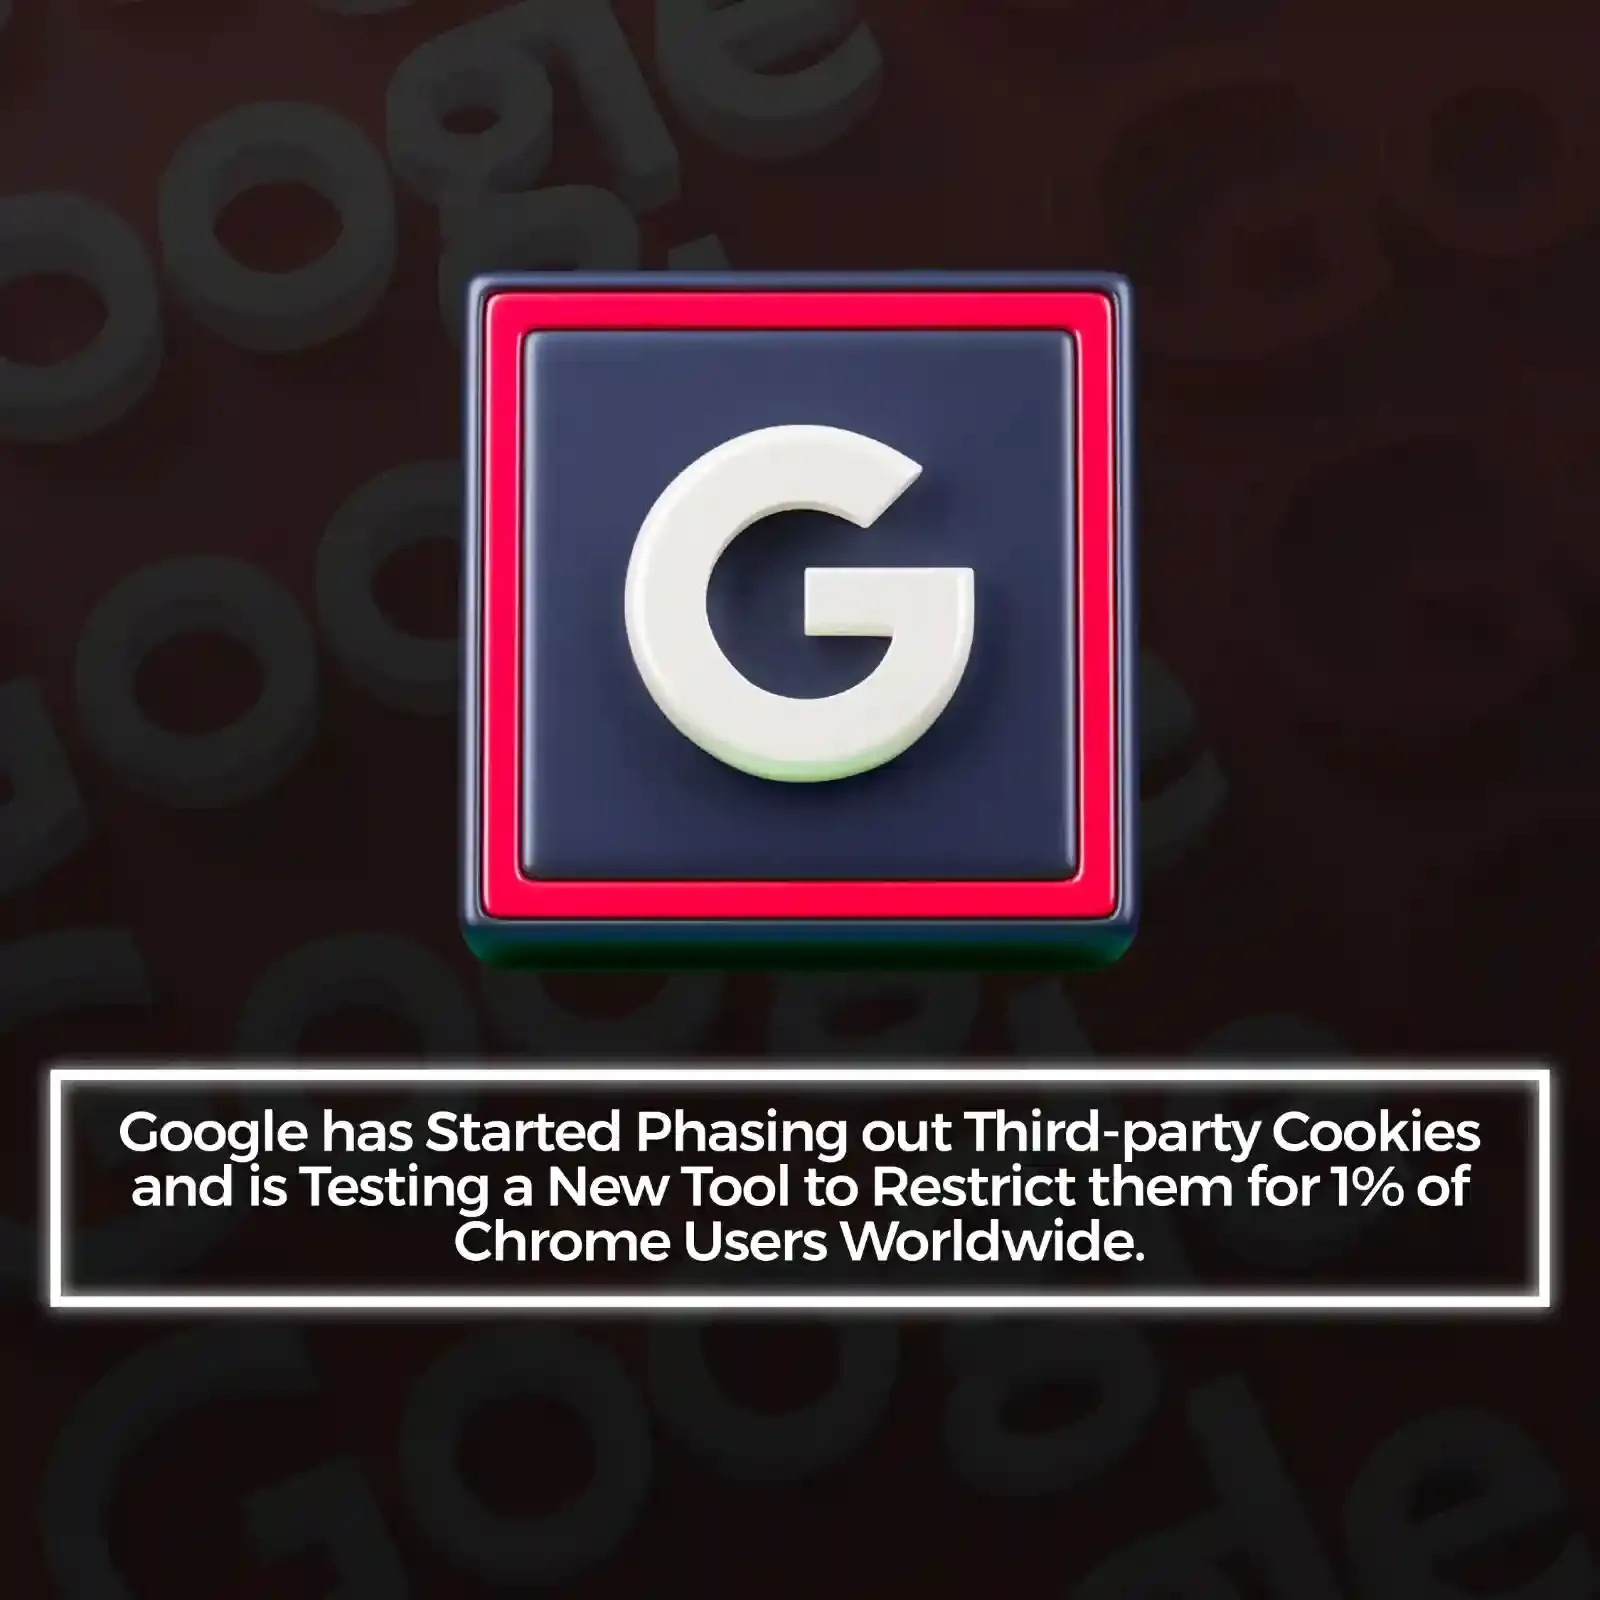 G
Google has Started Phasing out Third-party Cookies
and is Testing a New Tool to Restrict them for 1% of
Chrome Users Worldwide.